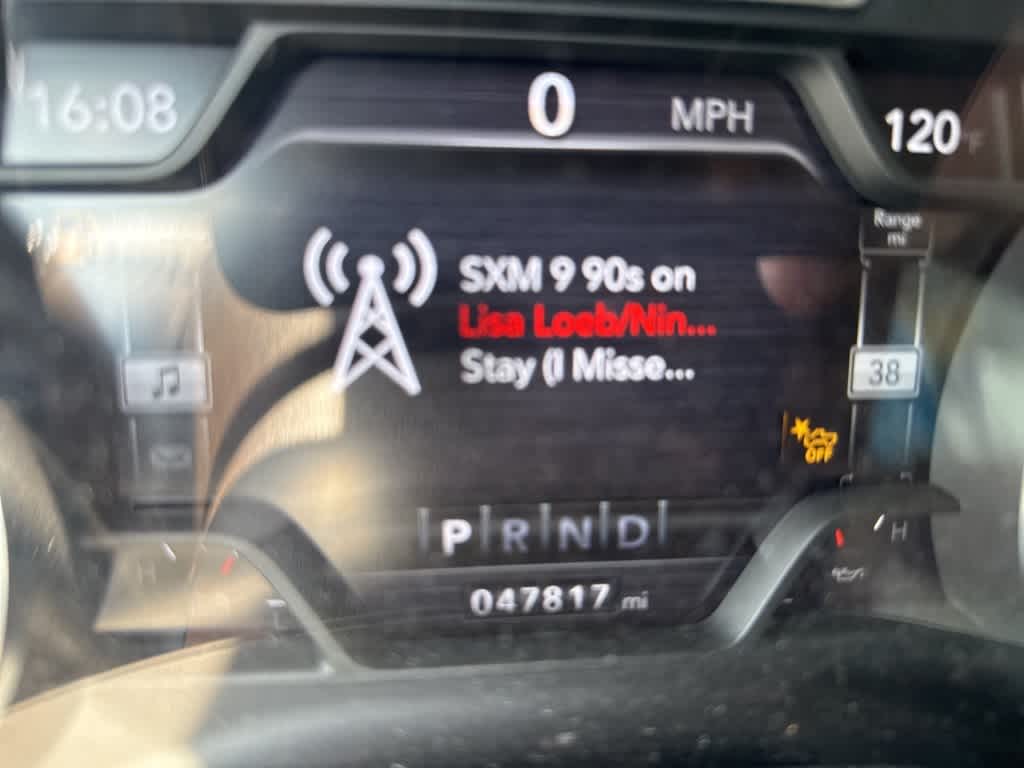 16:08
0 MPH
120°F
Range
mi
SXM 9 90s on
Lisa Loeb/Nin...
Stay (I Misse...
38
OFF
P R N D
H
H
047817 mi